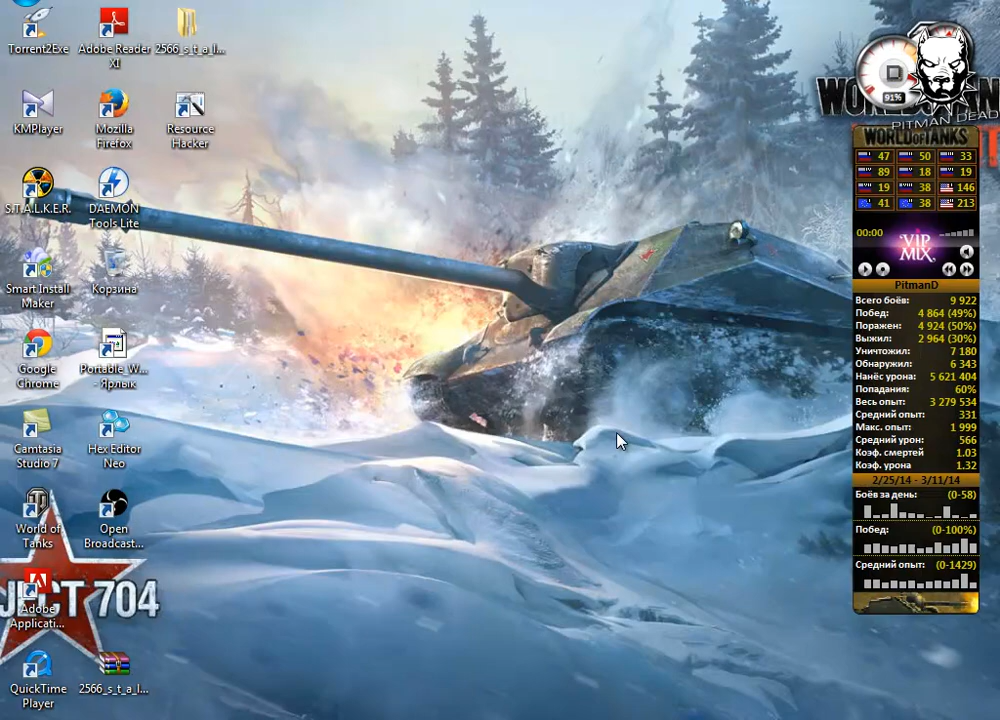 Torrent2Exe
Adobe Reader
XI
2566_s_t_a_l...
KMPlayer
Mozilla
Firefox
Resource
Hacker
S.T.A.L.K.E.R.
DAEMON
Tools Lite
Smart Install
Maker
Корзина
Google
Chrome
Portable_W...
- Ярлык
Camtasia
Studio 7
Hex Editor
Neo
World of
Tanks
Open
Broadcast...
JECT 704
Adobe
Applicati...
QuickTime
Player
2566_s_t_a_l...
91%
PITMAN DEAD
WORLD OF TANKS
47 50 33
89 18 19
19 38 146
41 38 213
00:00
VIP
MIX
PitmanD
Всего боёв: 9 922
Побед: 4 864 (49%)
Поражен: 4 924 (50%)
Выжил: 2 964 (30%)
Уничтожил: 7 180
Обнаружил: 6 343
Нанёс урона: 5 621 404
Попадания: 60%
Весь опыт: 3 279 534
Средний опыт: 331
Макс. опыт: 1 999
Средний урон: 566
Коэф. смертей 1.03
Коэф. урона 1.32
2/25/14 - 3/11/14
Боёв за день: (0-58)
Побед: (0-100%)
Средний опыт: (0-1429)